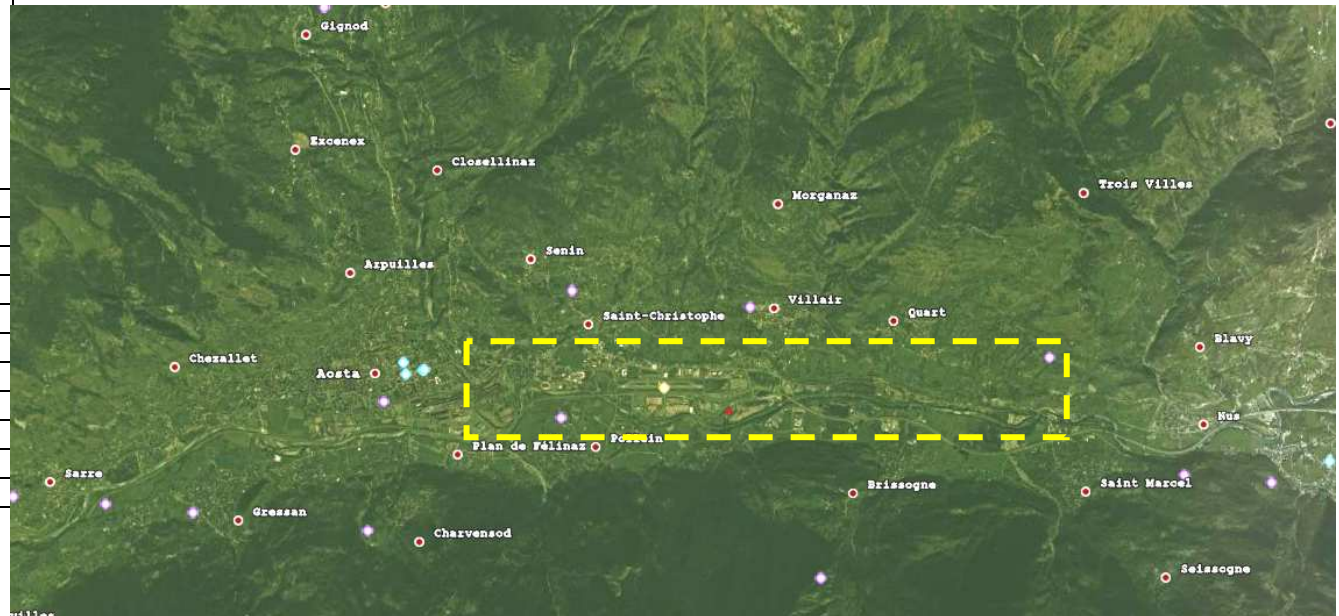 Gignod
Excenex
Closellinaz
Trois Villes
Morganaz
Senin
Arpuilles
Villair
Saint-Christophe
Quart
Blavy
Chezallet
Aosta
Nus
Plan de Félinaz
Sarre
Brissogne
Saint Marcel
Gressan
Charvensod
Seissogne